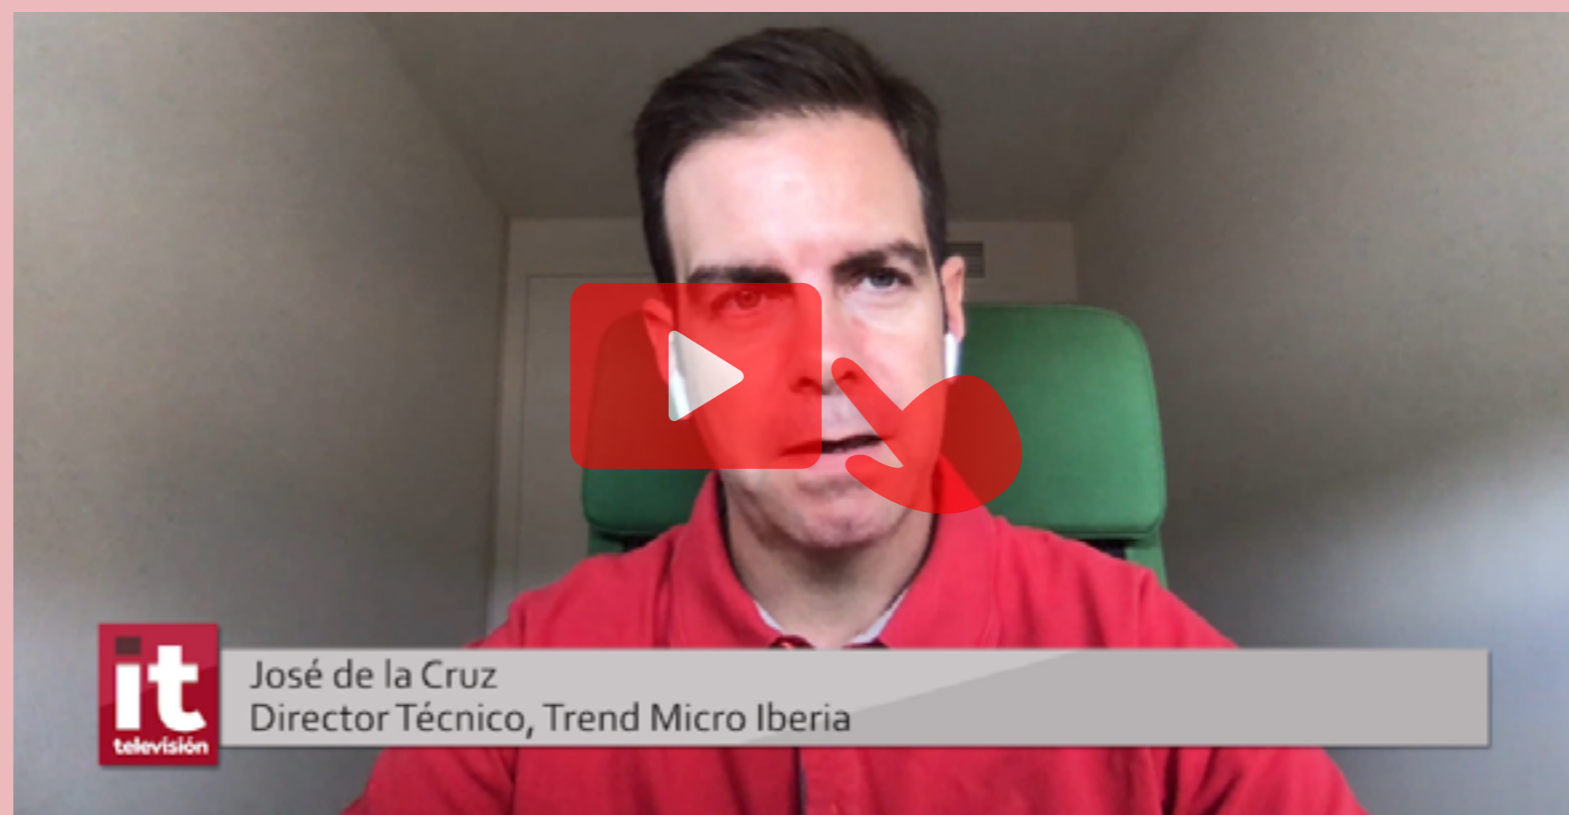 it
televisión
José de la Cruz
Director Técnico, Trend Micro Iberia